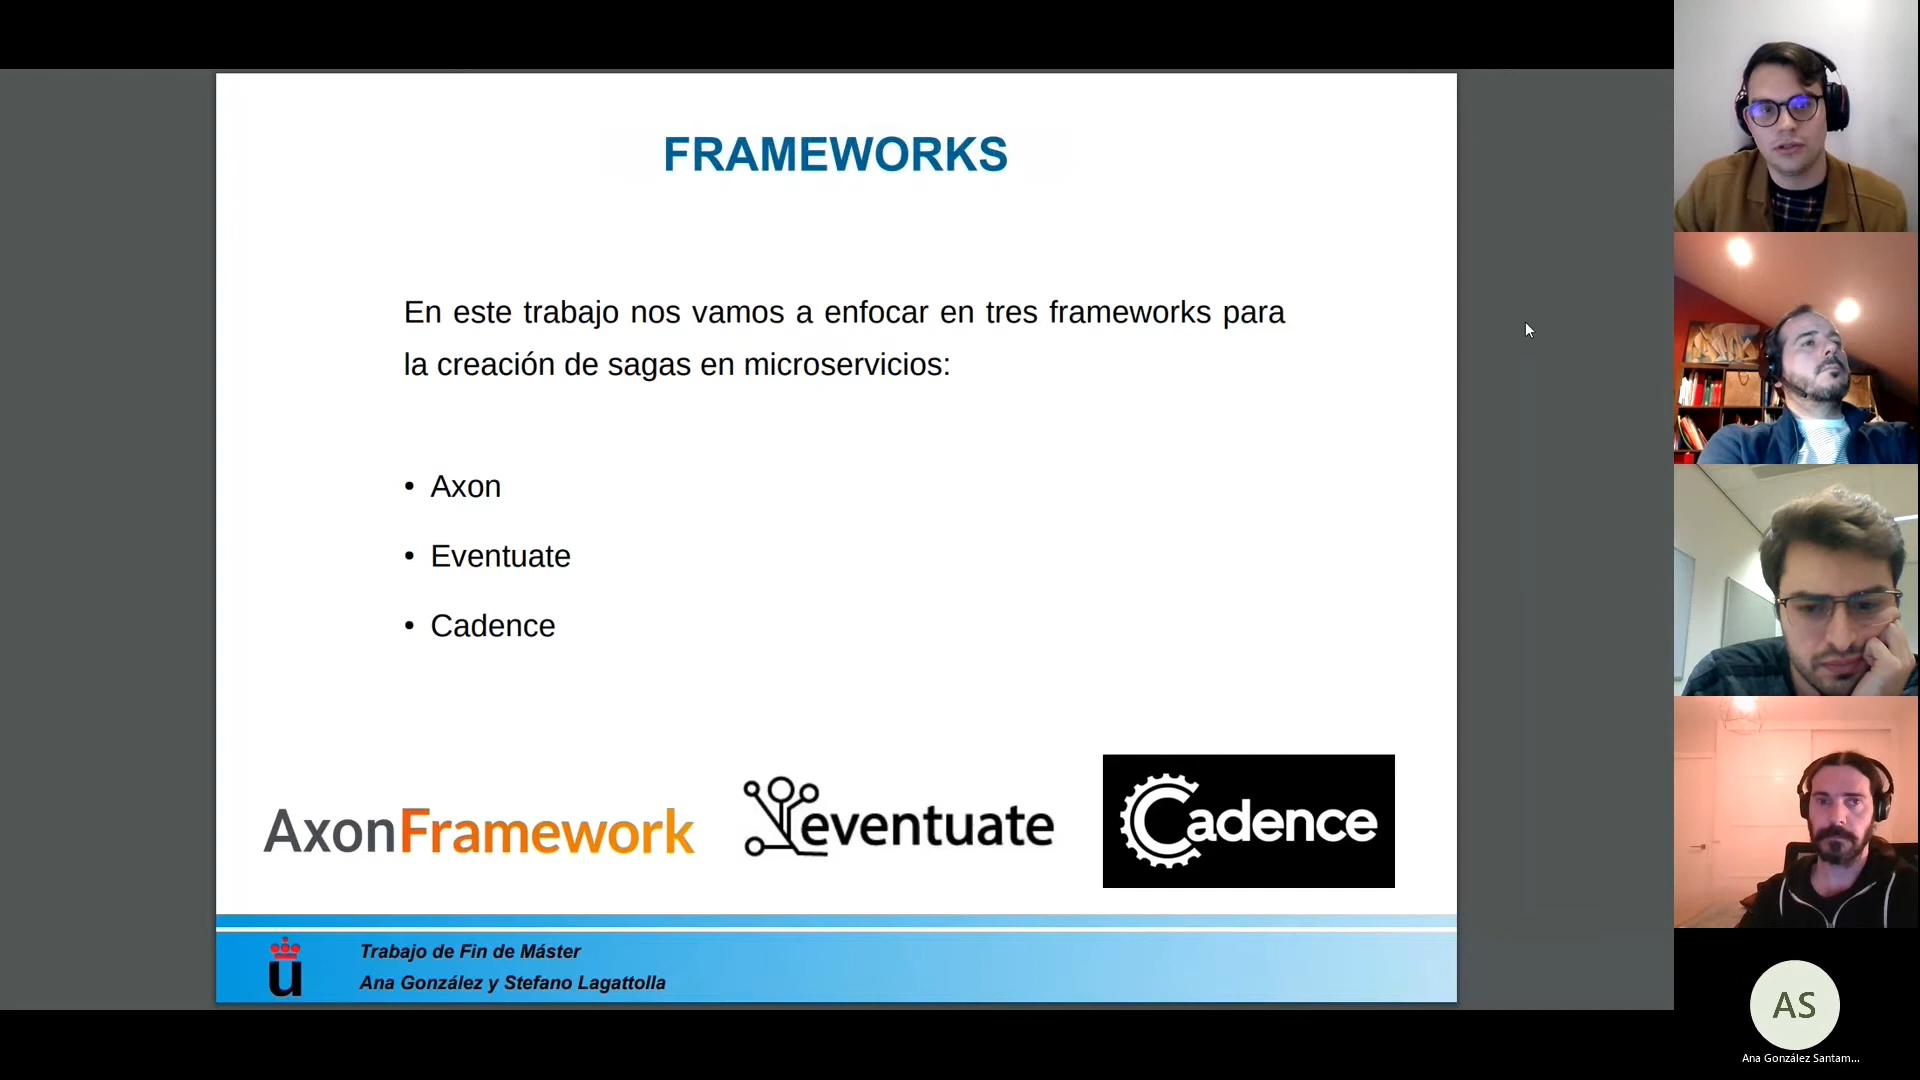 FRAMEWORKS
En este trabajo nos vamos a enfocar en tres frameworks para
la creación de sagas en microservicios:
• Axon
• Eventuate
• Cadence
AxonFramework
eventuate
Cadence
u
Trabajo de Fin de Máster
Ana González y Stefano Lagattolla
AS
Ana González Santam...